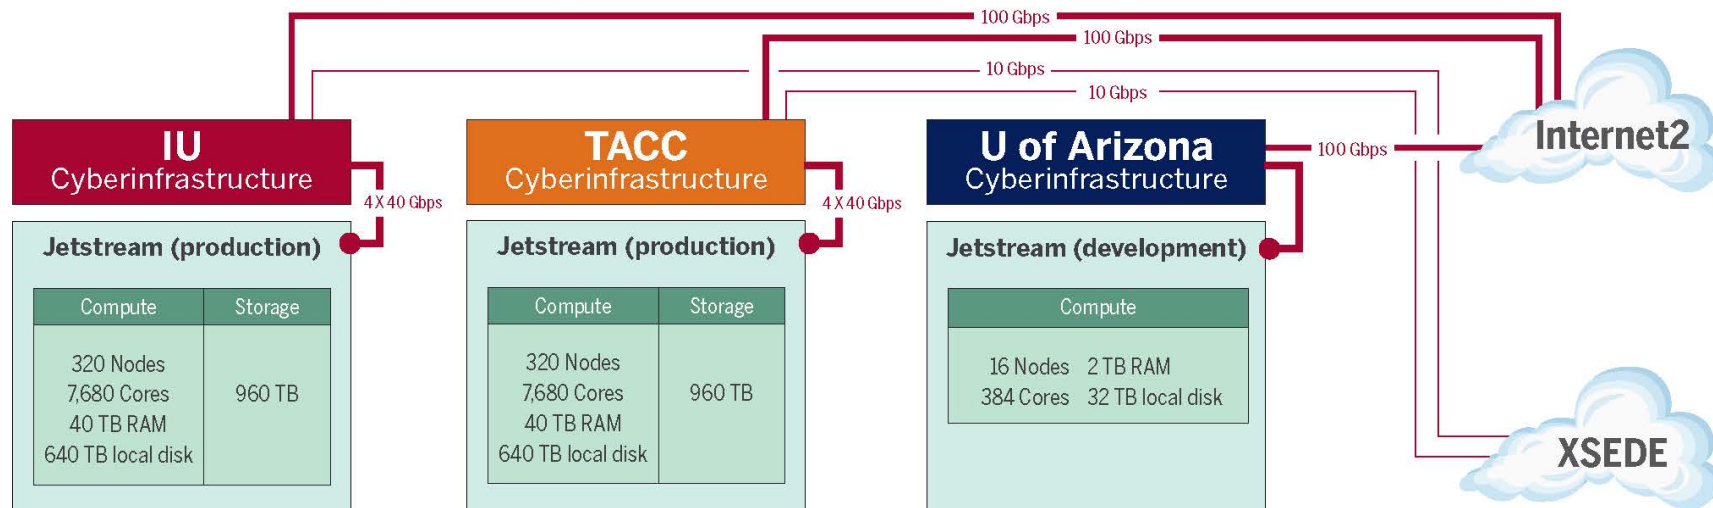 100 Gbps
100 Gbps
10 Gbps
10 Gbps
IU
Cyberinfrastructure
4 X 40 Gbps
TACC
Cyberinfrastructure
4 X 40 Gbps
U of Arizona
Cyberinfrastructure
100 Gbps
Internet2
Jetstream (production)
Compute Storage
320 Nodes
7,680 Cores
40 TB RAM
640 TB local disk
960 TB
Jetstream (production)
Compute Storage
320 Nodes
7,680 Cores
40 TB RAM
640 TB local disk
960 TB
Jetstream (development)
Compute
16 Nodes 2 TB RAM
384 Cores 32 TB local disk
XSEDE